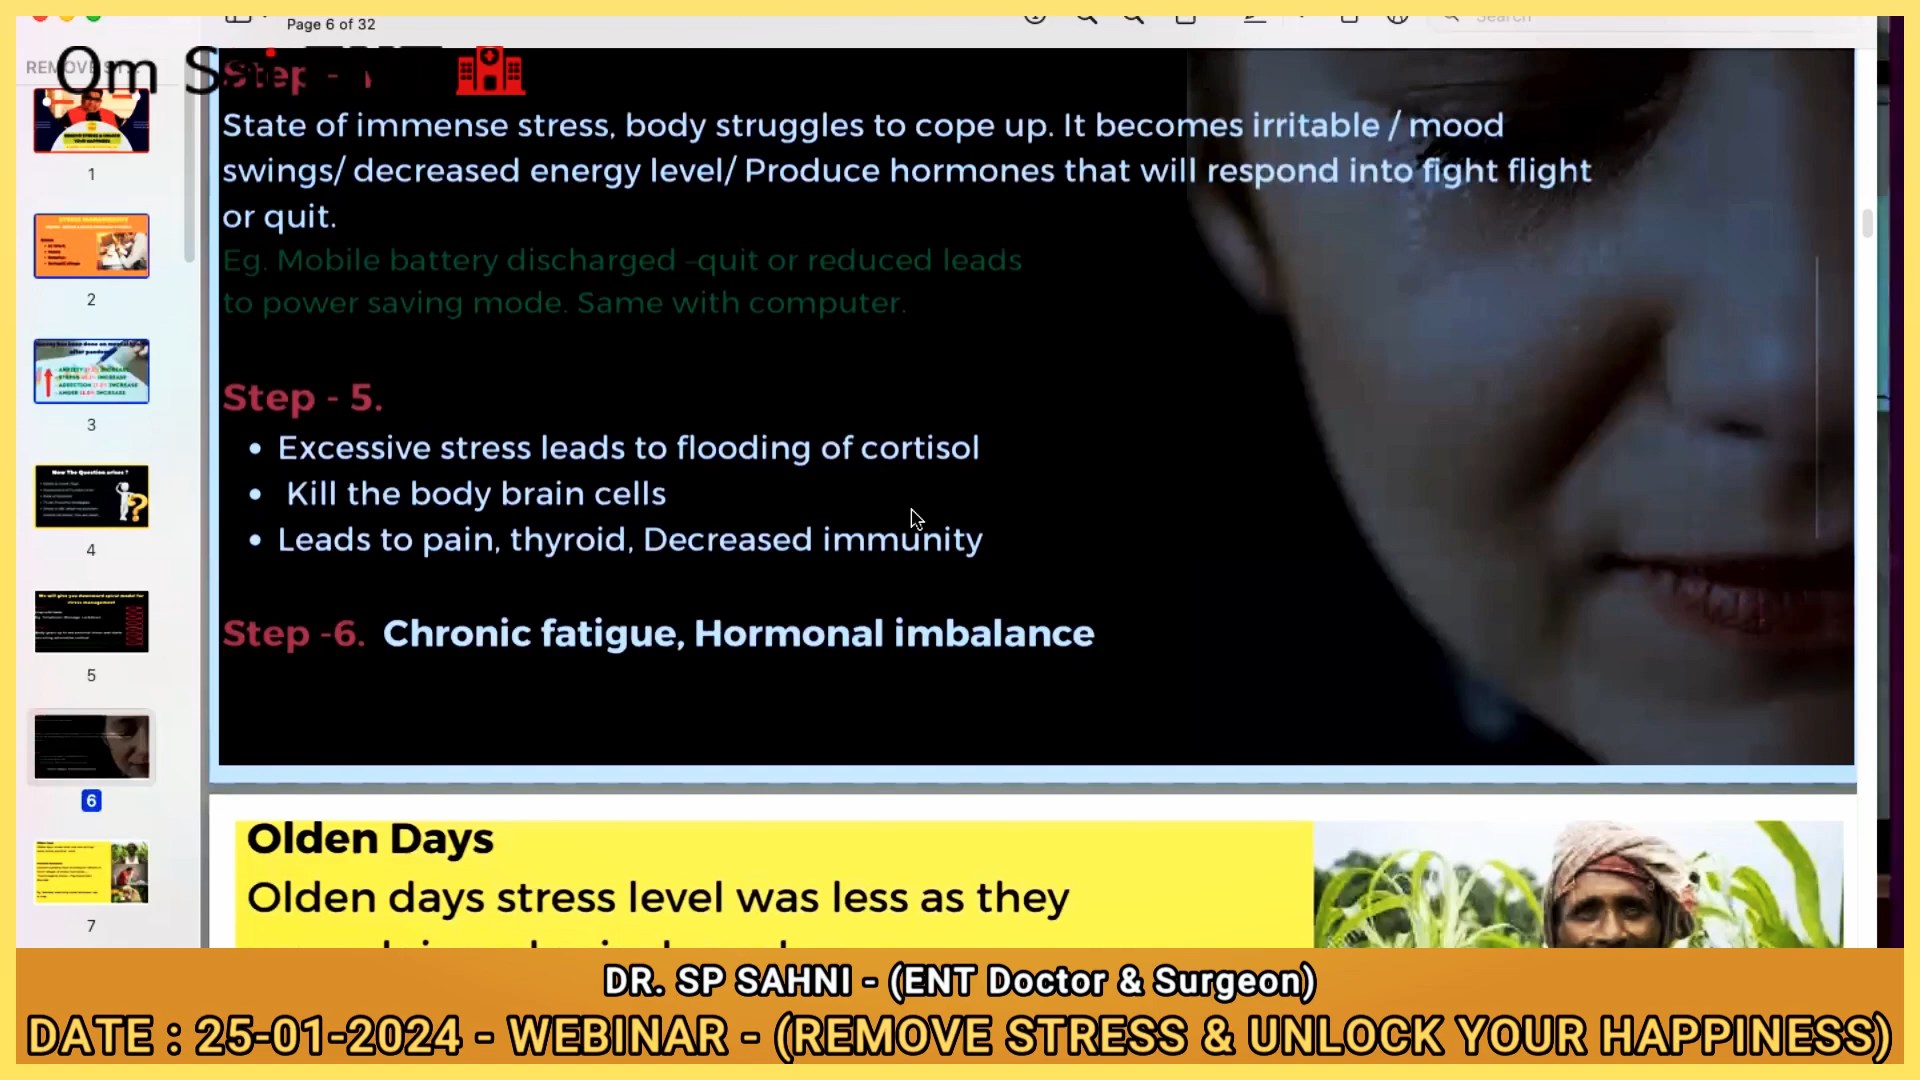 Page 6 of 32
Search
Om S
REMOVE ST
Step -
State of immense stress, body struggles to cope up. It becomes irritable / mood
swings/ decreased energy level/ Produce hormones that will respond into fight flight
or quit.
Eg. Mobile battery discharged –quit or reduced leads
to power saving mode. Same with computer.
Step - 5.
• Excessive stress leads to flooding of cortisol
• Kill the body brain cells
• Leads to pain, thyroid, Decreased immunity
Step -6. Chronic fatigue, Hormonal imbalance
Olden Days
Olden days stress level was less as they
1
2
3
4
5
6
7
DR. SP SAHNI - (ENT Doctor & Surgeon)
DATE : 25-01-2024 - WEBINAR - (REMOVE STRESS & UNLOCK YOUR HAPPINESS)